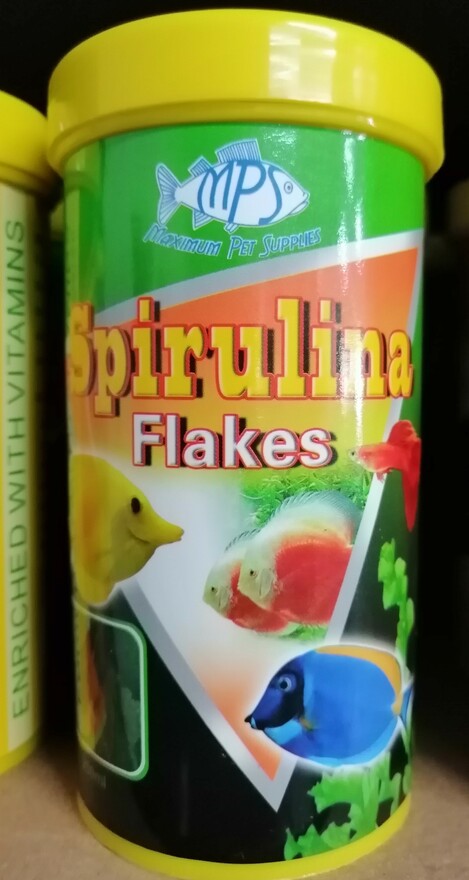 MPS
MAXIMUM PET SUPPLIES
Spirulina
Flakes
ENRICHED WITH VITAMINS